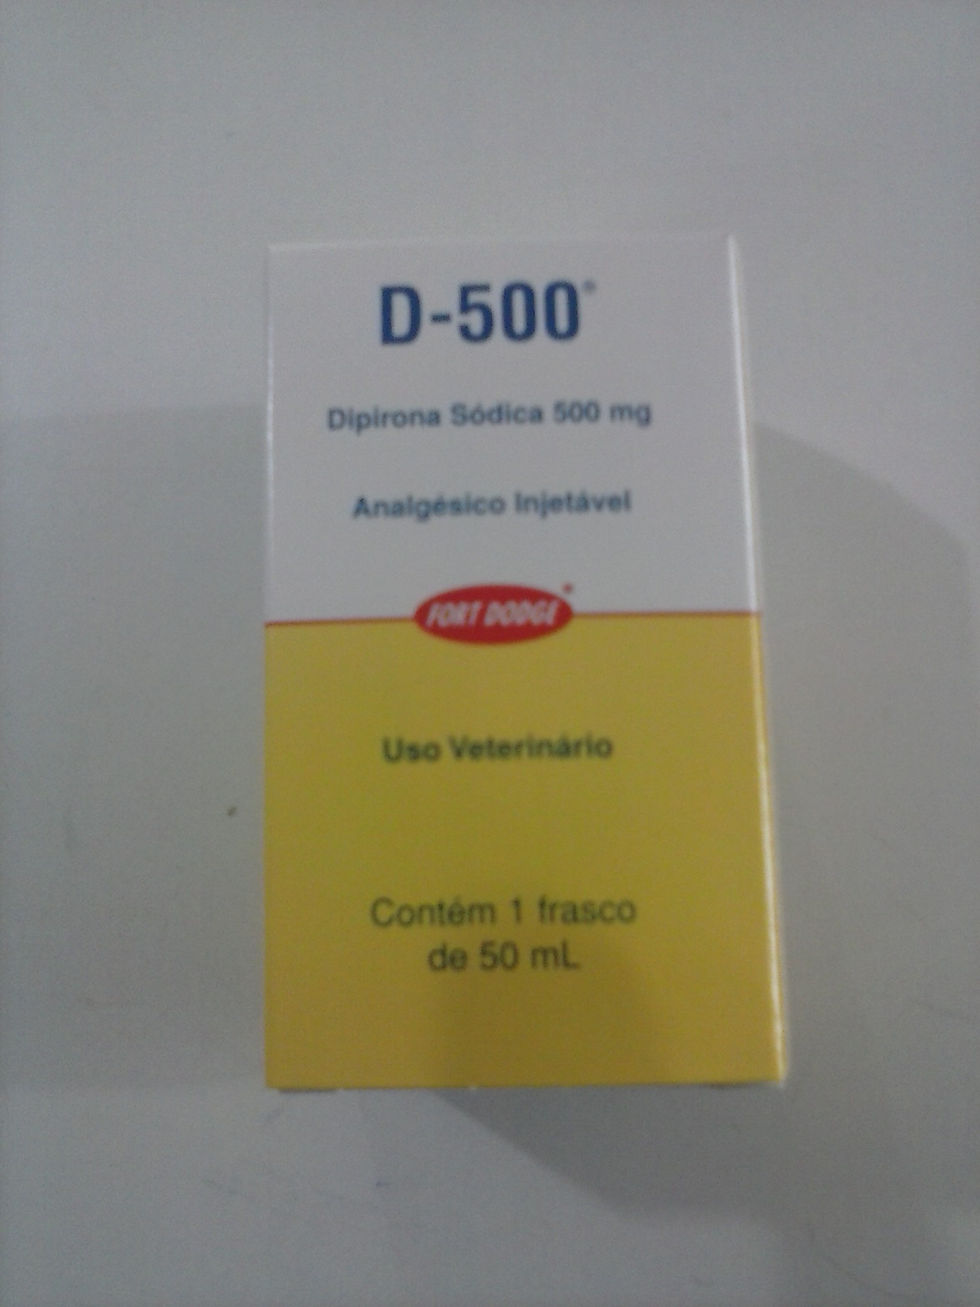 D-500®
Dipirona Sódica 500 mg
Analgésico Injetável
FORT DODGE®
Uso Veterinário
Contém 1 frasco
de 50 mL